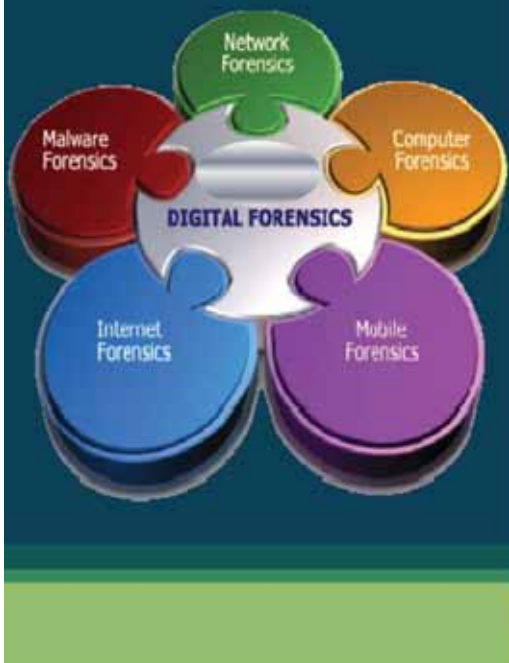 Network
Forensics
Malware
Forensics
Computer
Forensics
DIGITAL FORENSICS
Internet
Forensics
Mobile
Forensics